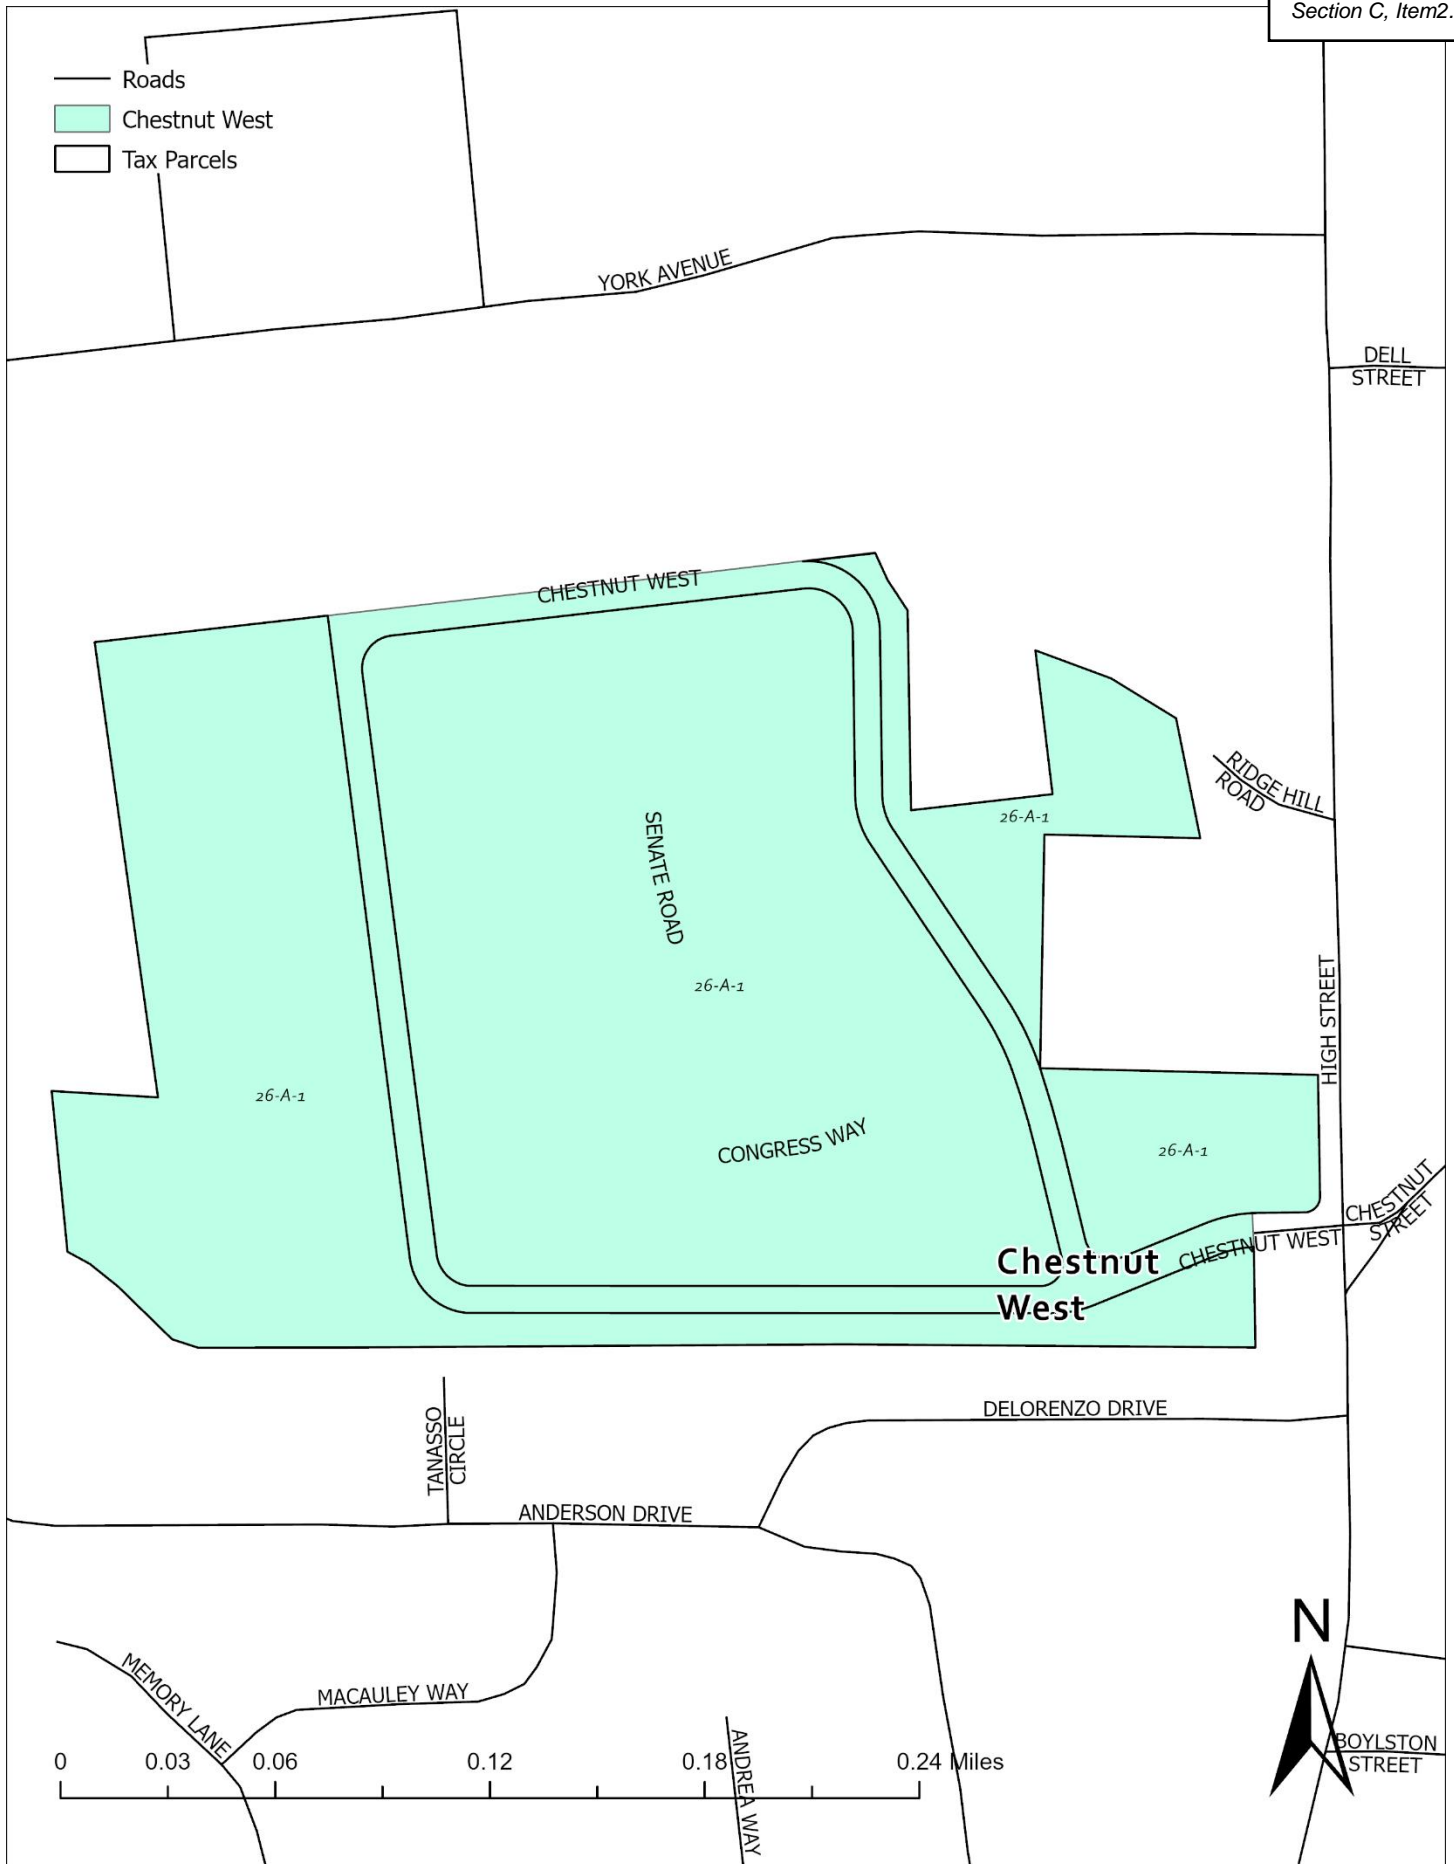 Section C, Item2.
Roads
Chestnut West
Tax Parcels
YORK AVENUE
DELL
STREET
CHESTNUT WEST
RIDGE HILL
ROAD
26-A-1
SENATE ROAD
HIGH STREET
26-A-1
26-A-1
CONGRESS WAY
26-A-1
CHESTNUT
STREET
CHESTNUT WEST
Chestnut
West
DELORENZO DRIVE
TANASSO
CIRCLE
ANDERSON DRIVE
N
MEMORY LANE
MACAULEY WAY
ANDREA WAY
BOYLSTON
STREET
0 0.03 0.06 0.12 0.18 0.24 Miles